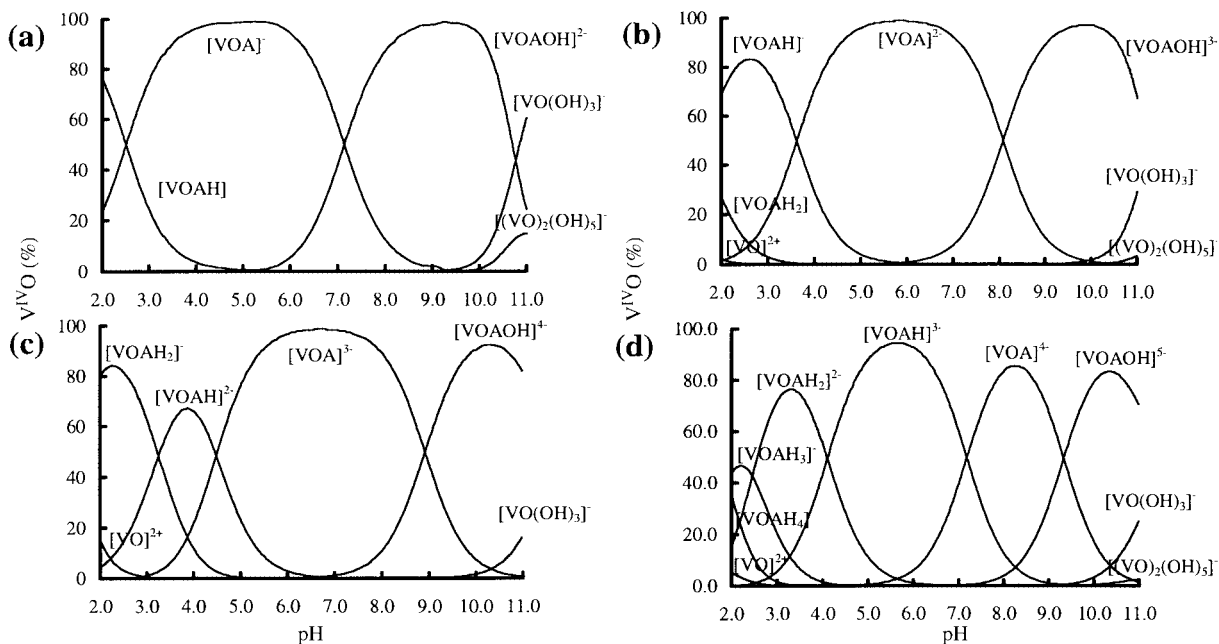 (a)
100
80
60
40
20
0
[VOA]⁻
[VOAOH]²⁻
[VO(OH)₃]⁻
[VOAH]
[(VO)₂(OH)₅]⁻
2.0 3.0 4.0 5.0 6.0 7.0 8.0 9.0 10.0 11.0
VᴵⱽO (%)
(b)
100
80
60
40
20
0
[VOAH]⁻
[VOA]²⁻
[VOAOH]³⁻
[VO(OH)₃]⁻
[VOAH₂]
[VO]²⁺
[(VO)₂(OH)₅]⁻
2.0 3.0 4.0 5.0 6.0 7.0 8.0 9.0 10.0 11.0
VᴵⱽO (%)
(c)
100
80
60
40
20
0
[VOAH₂]⁻
[VOAH]²⁻
[VOA]³⁻
[VOAOH]⁴⁻
[VO]²⁺
[VO(OH)₃]⁻
2.0 3.0 4.0 5.0 6.0 7.0 8.0 9.0 10.0 11.0
pH
(d)
100.0
80.0
60.0
40.0
20.0
0.0
[VOAH]³⁻
[VOAH₂]²⁻
[VOA]⁴⁻
[VOAOH]⁵⁻
[VOAH₃]⁻
[VOAH₄]
[VO]²⁺
[VO(OH)₃]⁻
[(VO)₂(OH)₅]⁻
2.0 3.0 4.0 5.0 6.0 7.0 8.0 9.0 10.0 11.0
pH